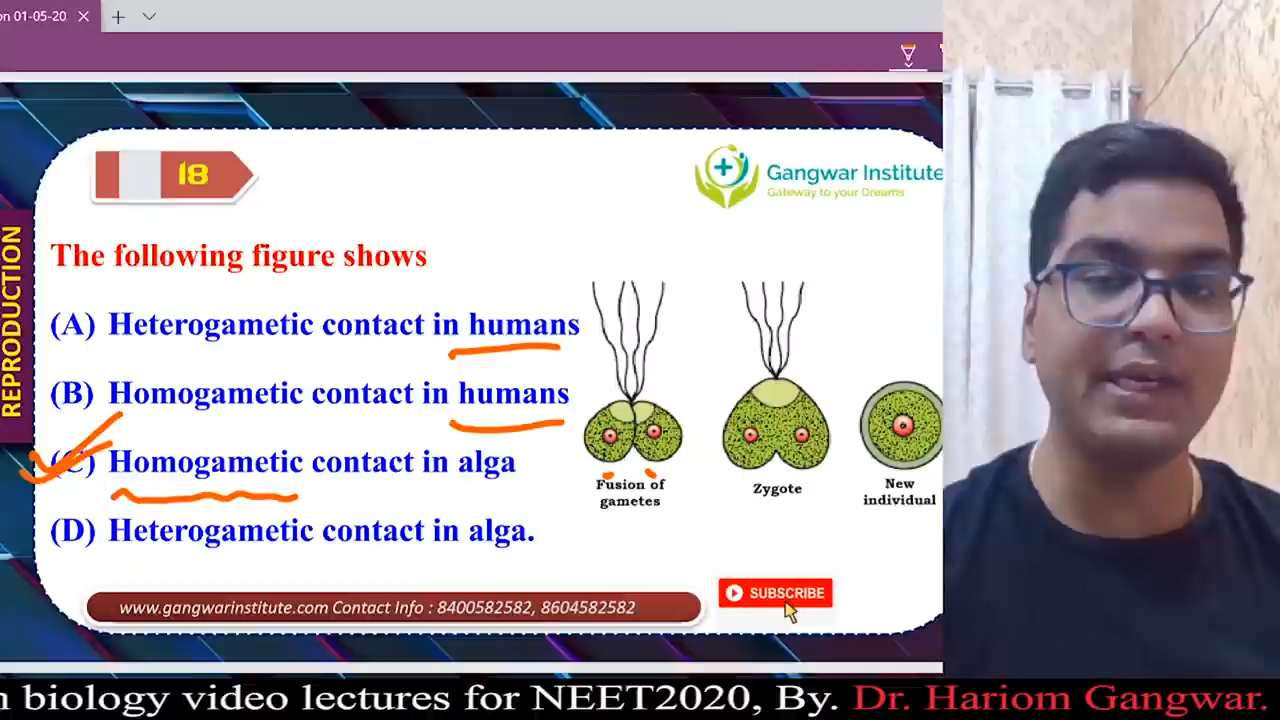 on 01-05-20
18
Gangwar Institute
Gateway to your Dreams
REPRODUCTION
The following figure shows
(A) Heterogametic contact in humans
(B) Homogametic contact in humans
(C) Homogametic contact in alga
(D) Heterogametic contact in alga.
Fusion of
gametes
Zygote
New
individual
www.gangwarinstitute.com Contact Info : 8400582582, 8604582582
SUBSCRIBE
biology video lectures for NEET2020, By. Dr. Hariom Gangwar.